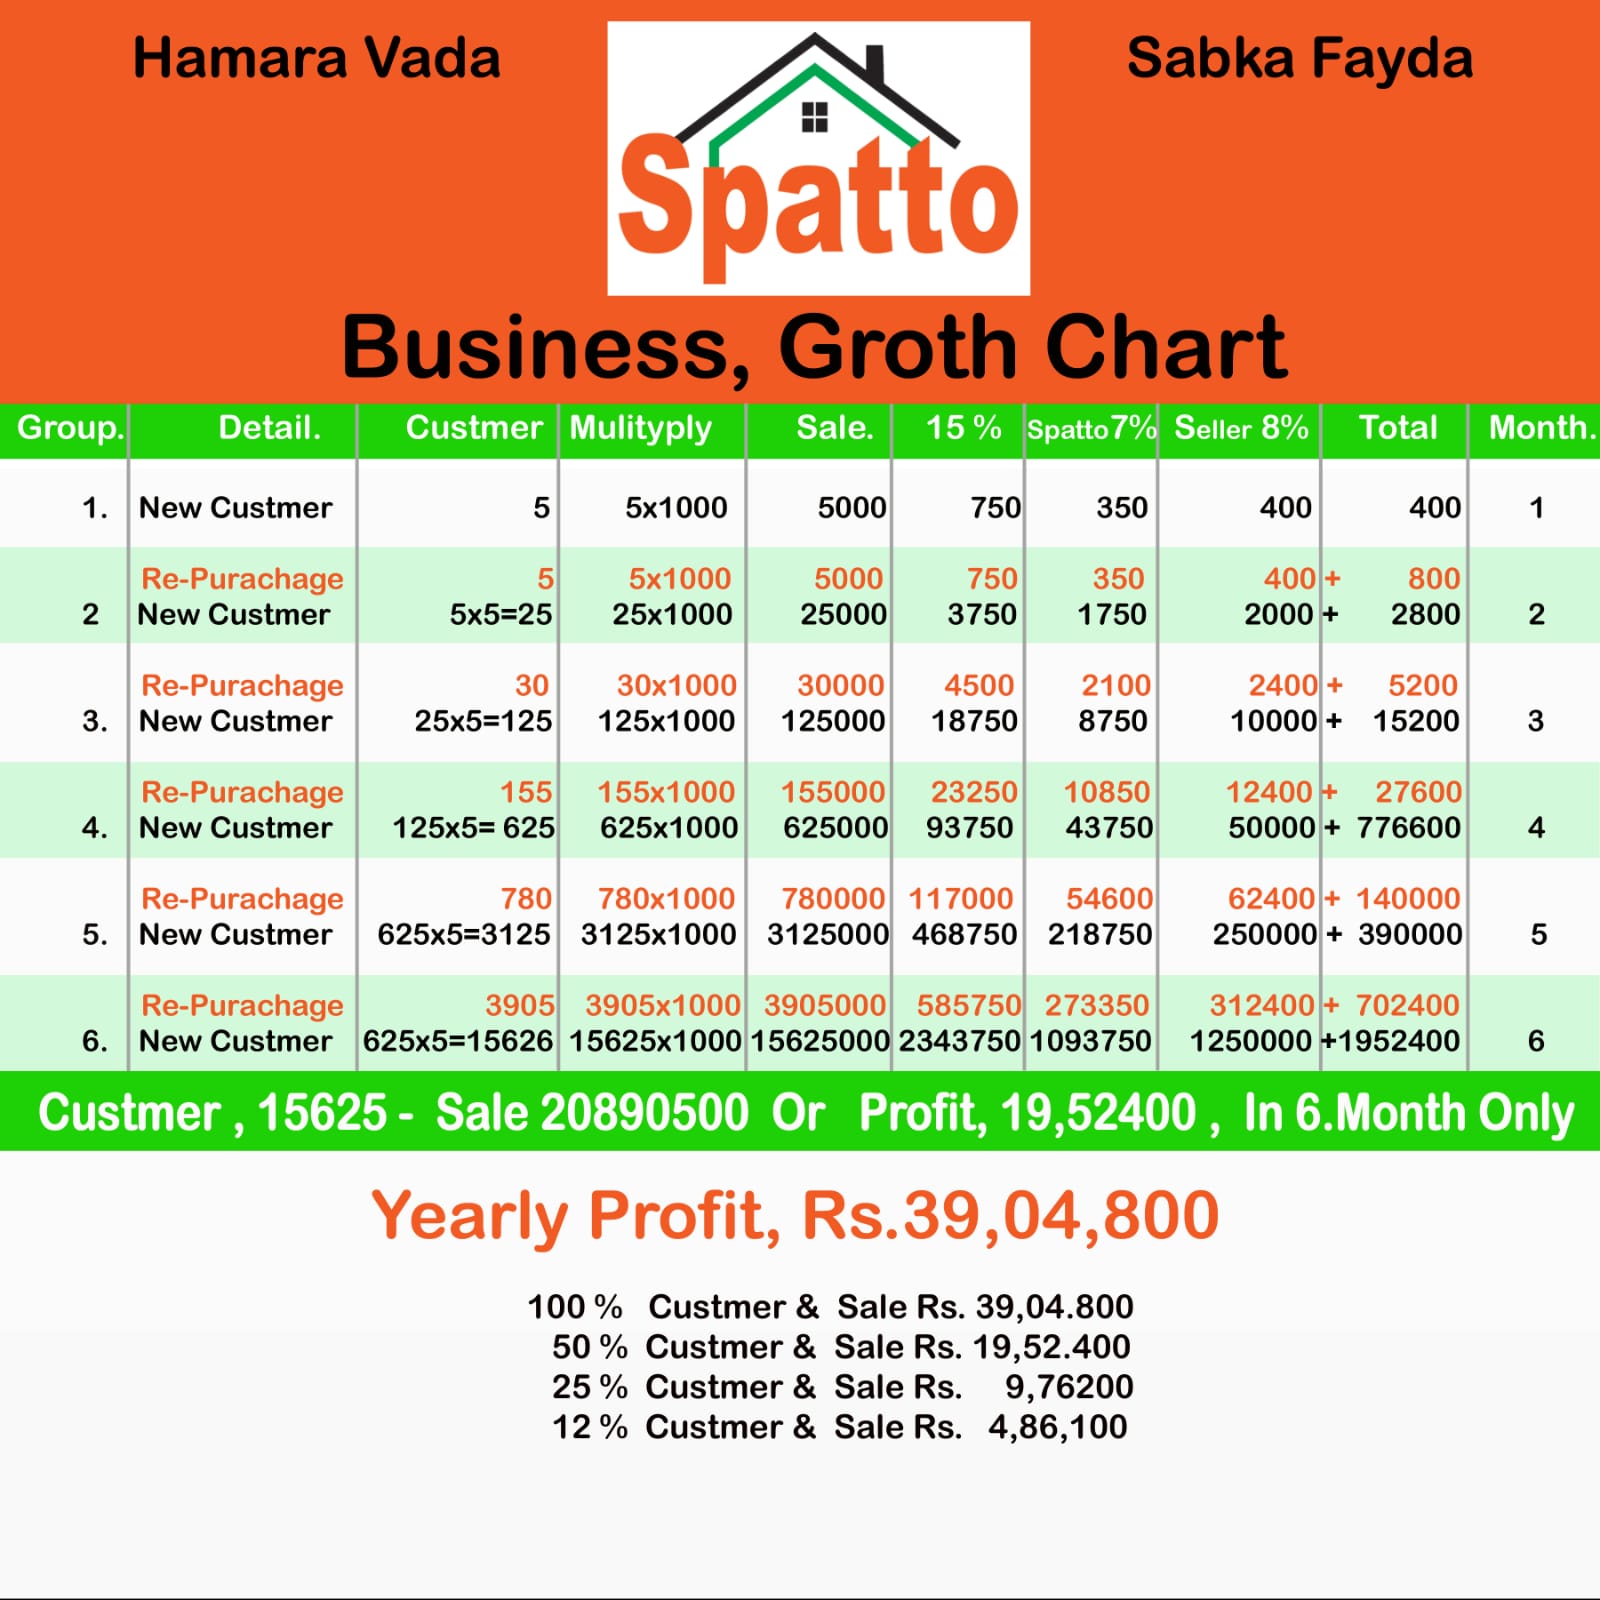 Hamara Vada
Sabka Fayda
Spatto
Business, Groth Chart
Group. Detail. Custmer Mulityply Sale. 15 % Spatto7% Seller 8% Total Month.
1. New Custmer 5 5x1000 5000 750 350 400 400 1
Re-Purachage 5 5x1000 5000 750 350 400 + 800
2 New Custmer 5x5=25 25x1000 25000 3750 1750 2000 + 2800 2
Re-Purachage 30 30x1000 30000 4500 2100 2400 + 5200
3. New Custmer 25x5=125 125x1000 125000 18750 8750 10000 + 15200 3
Re-Purachage 155 155x1000 155000 23250 10850 12400 + 27600
4. New Custmer 125x5= 625 625x1000 625000 93750 43750 50000 + 776600 4
Re-Purachage 780 780x1000 780000 117000 54600 62400 + 140000
5. New Custmer 625x5=3125 3125x1000 3125000 468750 218750 250000 + 390000 5
Re-Purachage 3905 3905x1000 3905000 585750 273350 312400 + 702400
6. New Custmer 625x5=15626 15625x1000 15625000 2343750 1093750 1250000 +1952400 6
Custmer , 15625 - Sale 20890500 Or Profit, 19,52400 , In 6.Month Only
Yearly Profit, Rs.39,04,800
100 % Custmer & Sale Rs. 39,04.800
50 % Custmer & Sale Rs. 19,52.400
25 % Custmer & Sale Rs. 9,76200
12 % Custmer & Sale Rs. 4,86,100